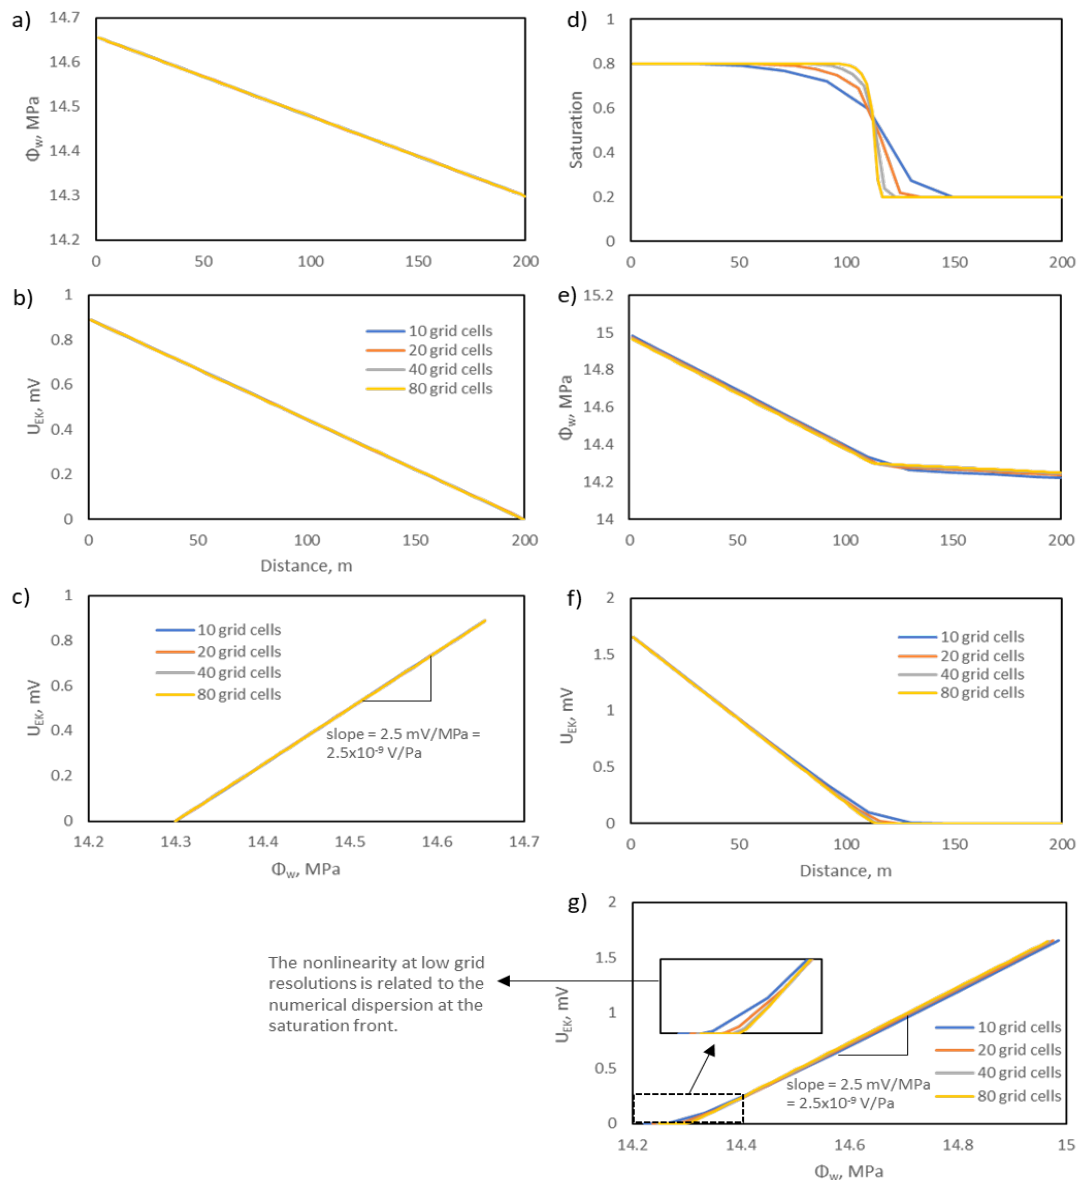 a)
14.7
14.6
14.5
14.4
14.3
14.2
Φw, MPa
0 50 100 150 200
b)
1
0.8
0.6
0.4
0.2
0
UEK, mV
10 grid cells
20 grid cells
40 grid cells
80 grid cells
0 50 100 150 200
Distance, m
c)
1
0.8
0.6
0.4
0.2
0
UEK, mV
10 grid cells
20 grid cells
40 grid cells
80 grid cells
slope = 2.5 mV/MPa =
2.5x10-9 V/Pa
14.2 14.3 14.4 14.5 14.6 14.7
Φw, MPa
d)
1
0.8
0.6
0.4
0.2
0
Saturation
0 50 100 150 200
e)
15.2
15
14.8
14.6
14.4
14.2
14
Φw, MPa
0 50 100 150 200
f)
2
1.5
1
0.5
0
UEK, mV
10 grid cells
20 grid cells
40 grid cells
80 grid cells
0 50 100 150 200
Distance, m
g)
2
1.5
1
0.5
0
UEK, mV
10 grid cells
20 grid cells
40 grid cells
80 grid cells
slope = 2.5 mV/MPa
= 2.5x10-9 V/Pa
14.2 14.4 14.6 14.8 15
Φw, MPa
The nonlinearity at low grid
resolutions is related to the
numerical dispersion at the
saturation front.